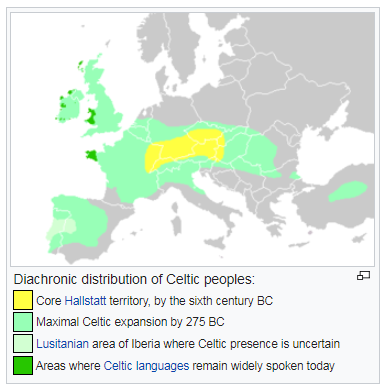 Diachronic distribution of Celtic peoples:
Core Hallstatt territory, by the sixth century BC
Maximal Celtic expansion by 275 BC
Lusitanian area of Iberia where Celtic presence is uncertain
Areas where Celtic languages remain widely spoken today